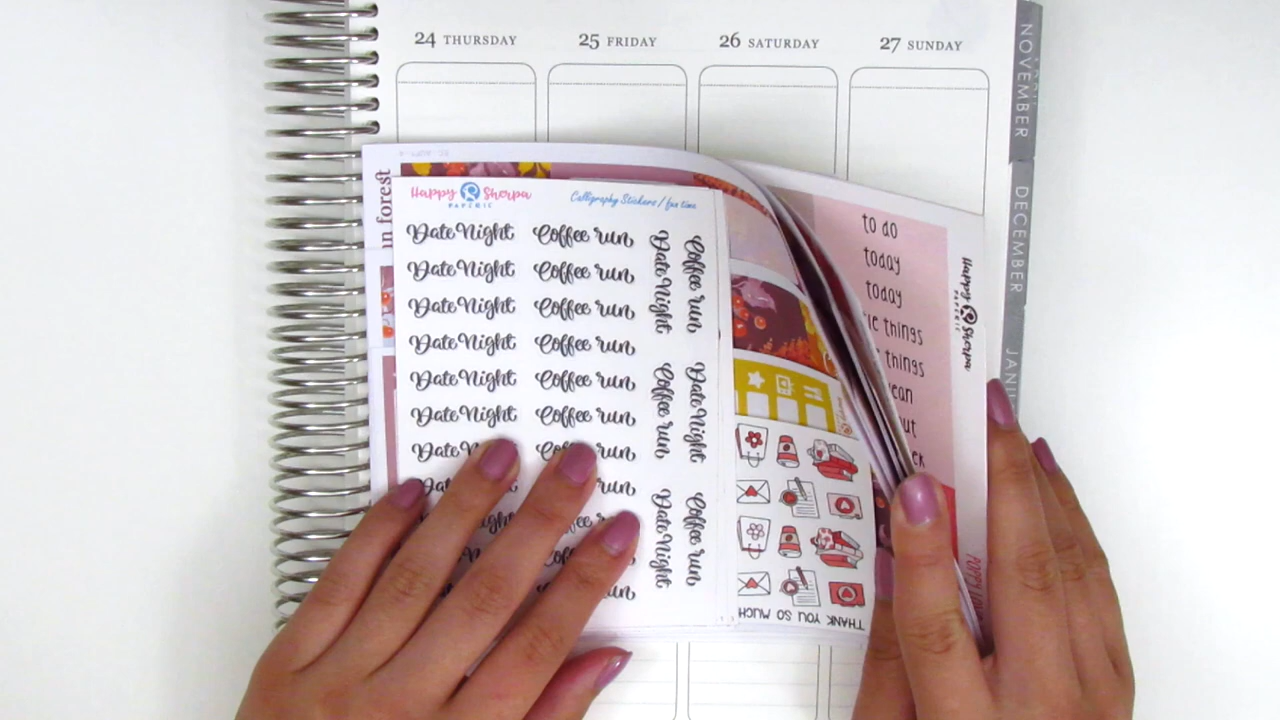 24 THURSDAY 25 FRIDAY 26 SATURDAY 27 SUNDAY
NOVEMBER
DECEMBER
n forest
Happy Sherpa
PAPERIE
Calligraphy Stickers / fun time
Date Night Coffee run
Date Night Coffee run
Date Night Coffee run
Date Night Coffee run
Date Night Coffee run
Date Night Coffee run
Date Night
Coffee run
Coffee run
Date Night
Date Night
Coffee run
to do
today
today
things
things
Happy Sherpa
THANK YOU SO MUCH